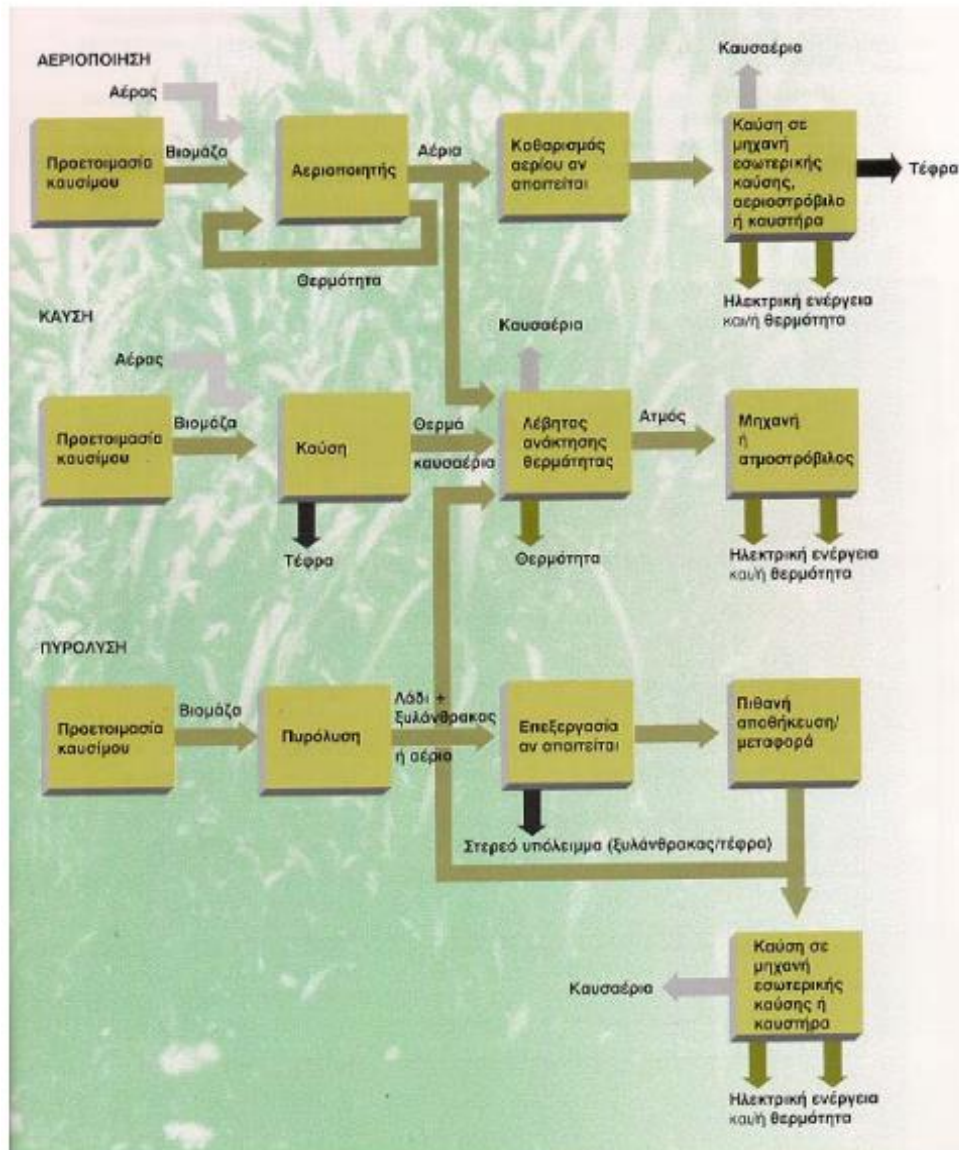 ΑΕΡΙΟΠΟΙΗΣΗ
Αέρας
Προετοιμασία
καυσίμου
Βιομάζα
Αεριοποιητής
Αέρια
Θερμότητα
Καθαρισμός
αερίου αν
απαιτείται
Καυσαέρια
Καύση σε
μηχανή
εσωτερικής
καύσης,
αεριοστρόβιλο
ή καυστήρα
Τέφρα
Ηλεκτρική ενέργεια
και/ή θερμότητα
ΚΑΥΣΗ
Αέρας
Προετοιμασία
καυσίμου
Βιομάζα
Καύση
Τέφρα
Θερμά
καυσαέρια
Καυσαέρια
Λέβητας
ανάκτησης
θερμότητας
Θερμότητα
Ατμός
Μηχανή
ή
ατμοστρόβιλος
Ηλεκτρική ενέργεια
και/ή θερμότητα
ΠΥΡΟΛΥΣΗ
Προετοιμασία
καυσίμου
Βιομάζα
Πυρόλυση
Λάδι +
ξυλάνθρακας
ή αέριο
Επεξεργασία
αν απαιτείται
Στερεό υπόλειμμα (ξυλάνθρακας/τέφρα)
Πιθανή
αποθήκευση/
μεταφορά
Καύση σε
μηχανή
εσωτερικής
καύσης ή
καυστήρα
Καυσαέρια
Ηλεκτρική ενέργεια
και/ή θερμότητα